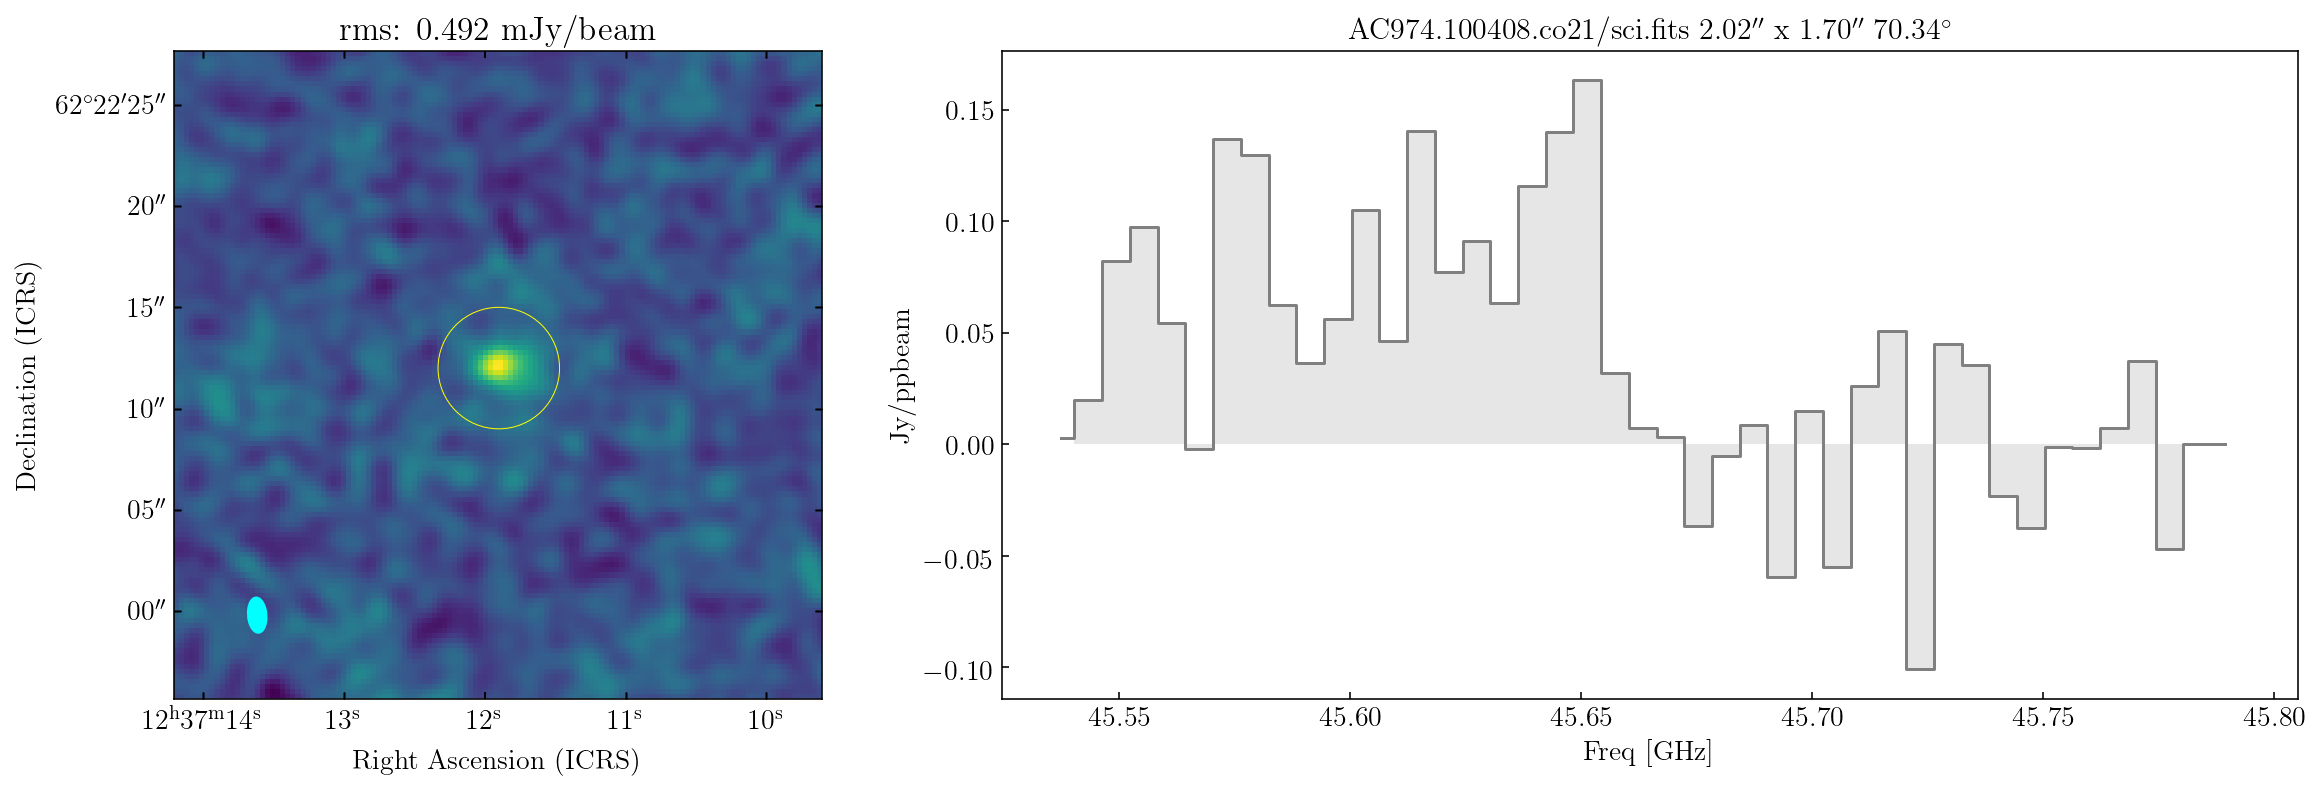 rms: 0.492 mJy/beam
62°22′25″
20″
15″
10″
05″
00″
Declination (ICRS)
12ʰ37ᵐ14ˢ 13ˢ 12ˢ 11ˢ 10ˢ
Right Ascension (ICRS)
AC974.100408.co21/sci.fits 2.02″ x 1.70″ 70.34°
0.15
0.10
0.05
0.00
−0.05
−0.10
Jy/ppbeam
45.55 45.60 45.65 45.70 45.75 45.80
Freq [GHz]